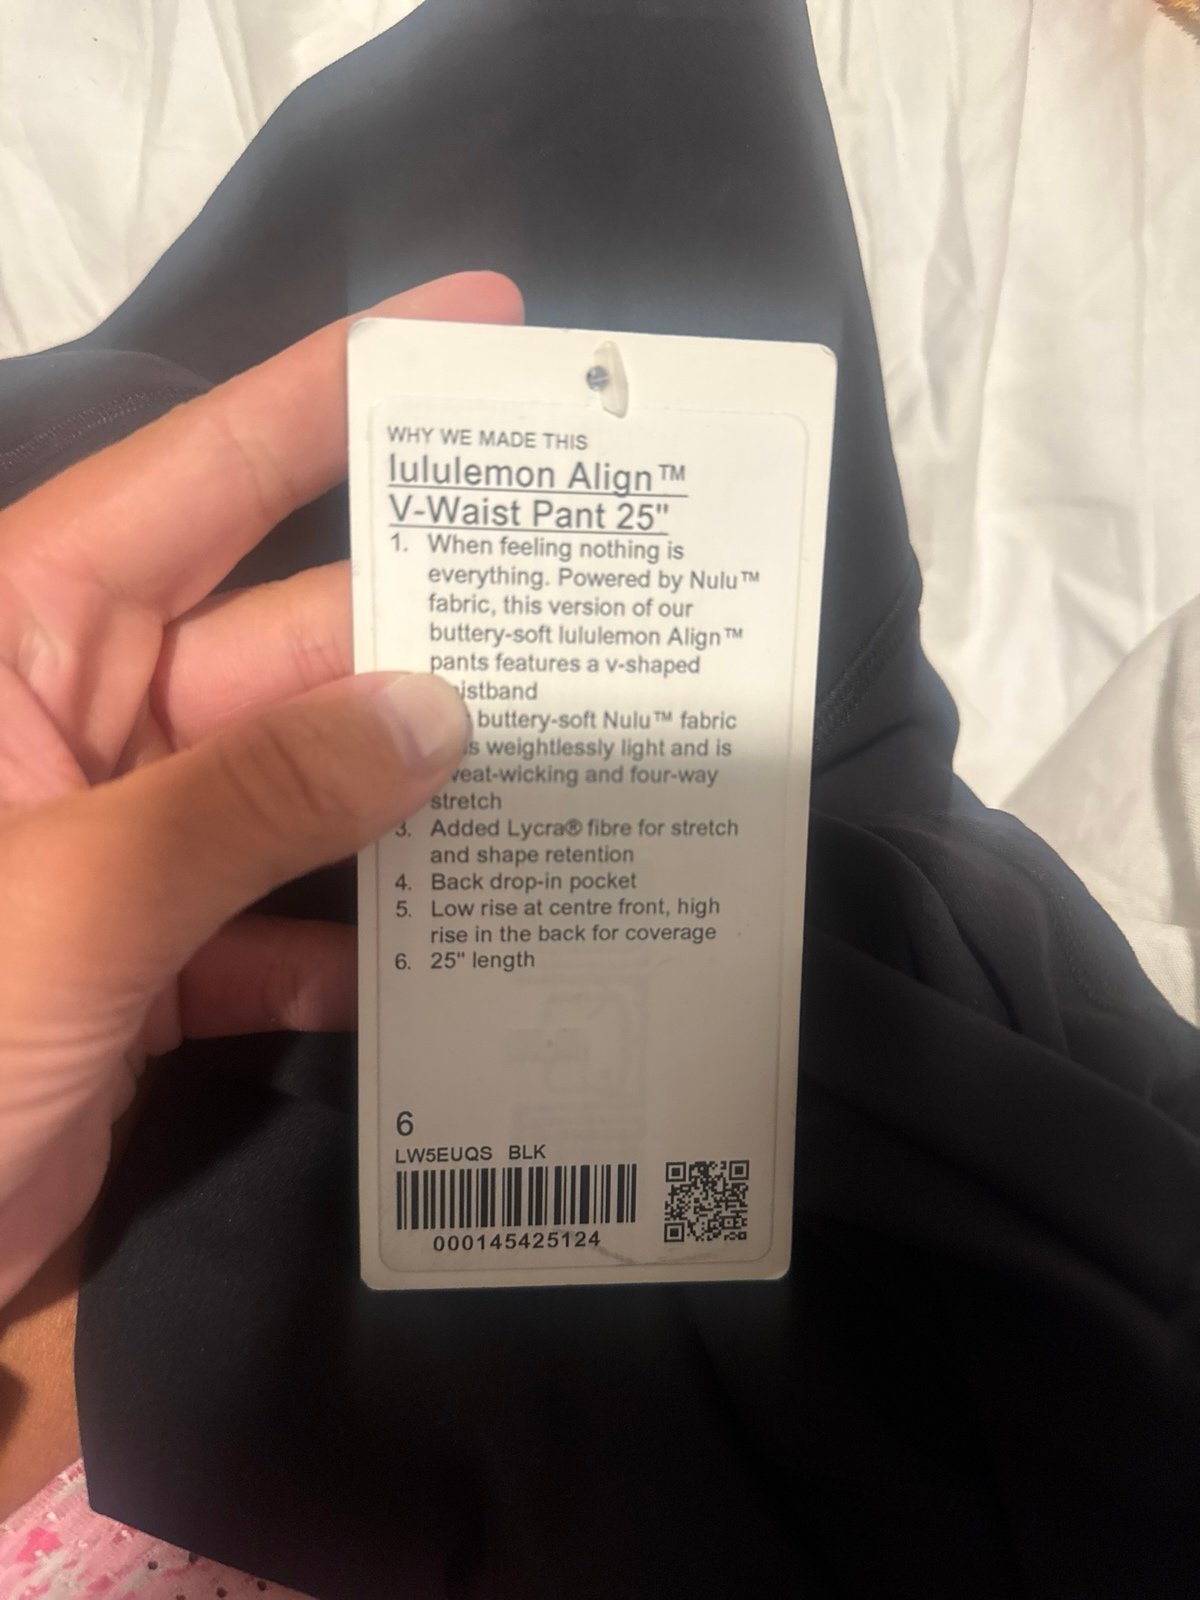 WHY WE MADE THIS
lululemon Align™
V-Waist Pant 25"
1. When feeling nothing is
everything. Powered by Nulu™
fabric, this version of our
buttery-soft lululemon Align™
pants features a v-shaped
istband
buttery-soft Nulu™ fabric
is weightlessly light and is
weat-wicking and four-way
stretch
3. Added Lycra® fibre for stretch
and shape retention
4. Back drop-in pocket
5. Low rise at centre front, high
rise in the back for coverage
6. 25" length
6
LW5EUQS BLK
000145425124